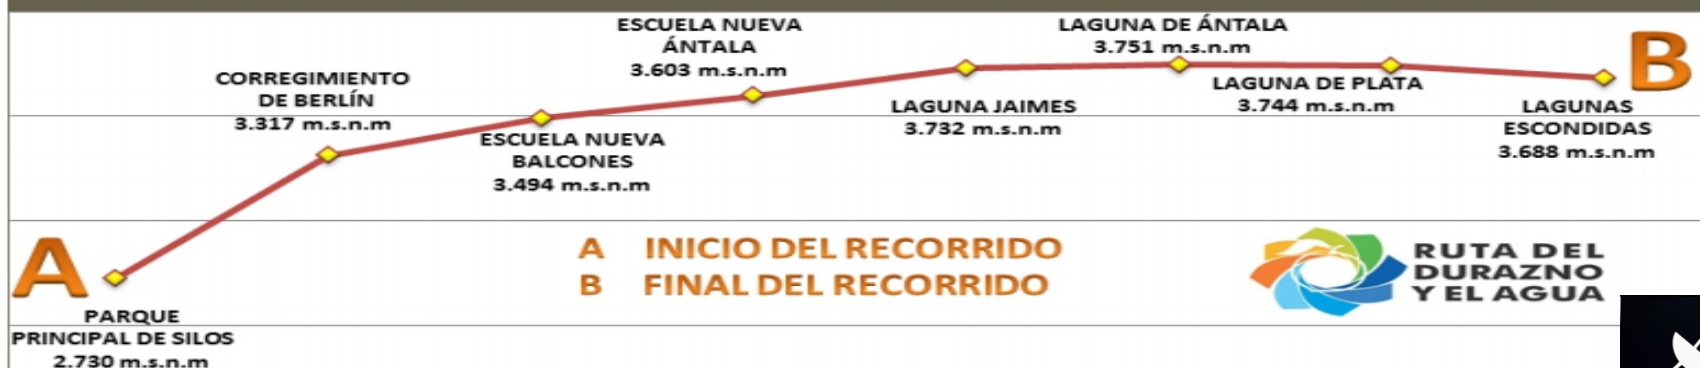 ESCUELA NUEVA
ÁNTALA
3.603 m.s.n.m
LAGUNA DE ÁNTALA
3.751 m.s.n.m
B
CORREGIMIENTO
DE BERLÍN
3.317 m.s.n.m
LAGUNA DE PLATA
3.744 m.s.n.m
LAGUNA JAIMES
3.732 m.s.n.m
LAGUNAS
ESCONDIDAS
3.688 m.s.n.m
ESCUELA NUEVA
BALCONES
3.494 m.s.n.m
A
A INICIO DEL RECORRIDO
B FINAL DEL RECORRIDO
RUTA DEL
DURAZNO
Y EL AGUA
PARQUE
PRINCIPAL DE SILOS
2.730 m.s.n.m